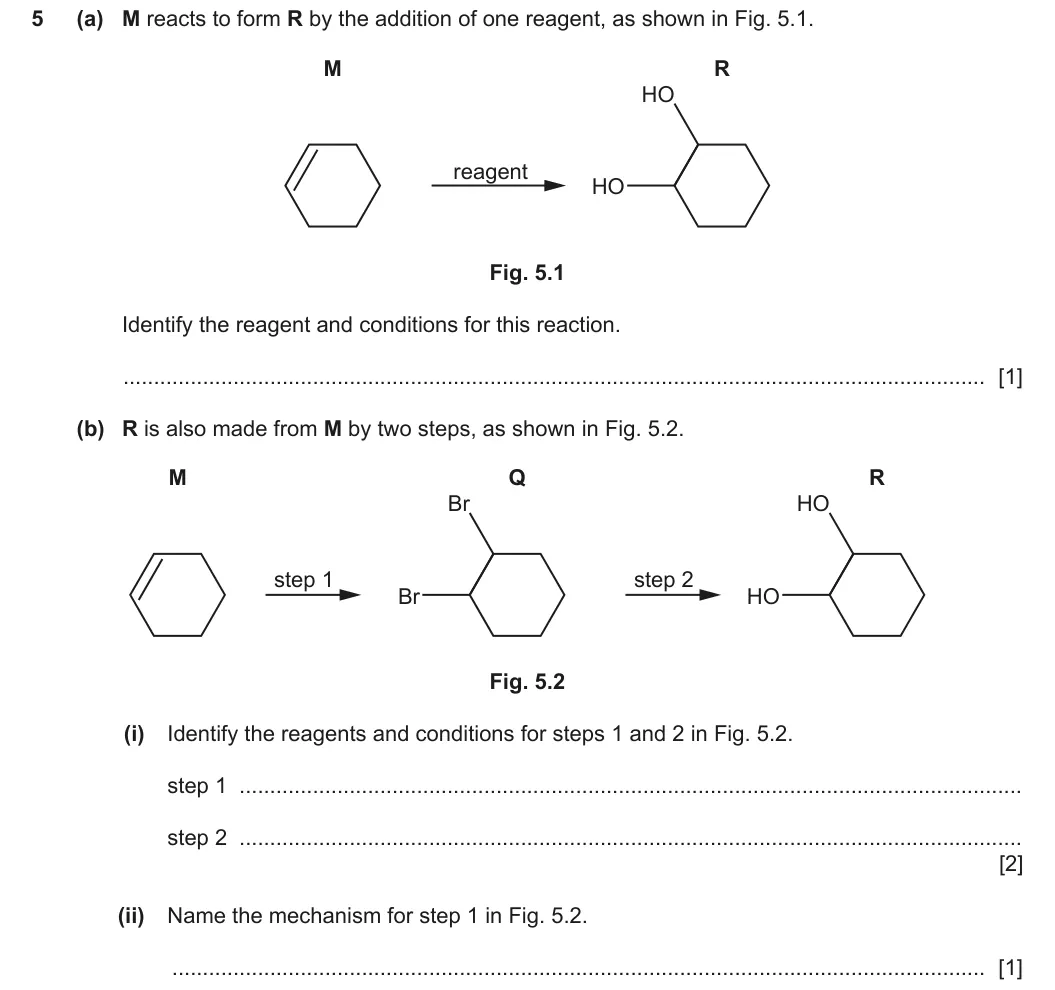 5 (a) M reacts to form R by the addition of one reagent, as shown in Fig. 5.1.
M R
HO
reagent
HO
Fig. 5.1
Identify the reagent and conditions for this reaction.
............................................................................................................................................. [1]
(b) R is also made from M by two steps, as shown in Fig. 5.2.
M Q R
Br HO
step 1 step 2
Br HO
Fig. 5.2
(i) Identify the reagents and conditions for steps 1 and 2 in Fig. 5.2.
step 1 ................................................................................................................................
step 2 ................................................................................................................................
[2]
(ii) Name the mechanism for step 1 in Fig. 5.2.
..................................................................................................................................... [1]